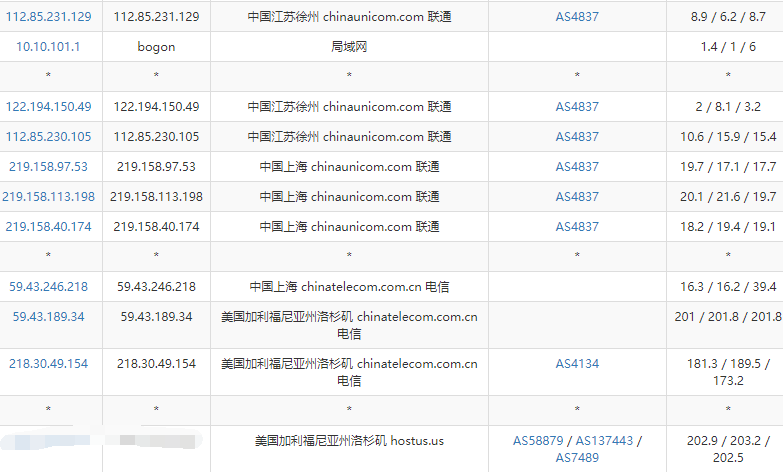 112.85.231.129 112.85.231.129 中国江苏徐州 chinaunicom.com 联通 AS4837 8.9 / 6.2 / 8.7
10.10.101.1 bogon 局域网 1.4 / 1 / 6
* * * * *
122.194.150.49 122.194.150.49 中国江苏徐州 chinaunicom.com 联通 AS4837 2 / 8.1 / 3.2
112.85.230.105 112.85.230.105 中国江苏徐州 chinaunicom.com 联通 AS4837 10.6 / 15.9 / 15.4
219.158.97.53 219.158.97.53 中国上海 chinaunicom.com 联通 AS4837 19.7 / 17.1 / 17.7
219.158.113.198 219.158.113.198 中国上海 chinaunicom.com 联通 AS4837 20.1 / 21.6 / 19.7
219.158.40.174 219.158.40.174 中国上海 chinaunicom.com 联通 AS4837 18.2 / 19.4 / 19.1
* * * * *
59.43.246.218 59.43.246.218 中国上海 chinatelecom.com.cn 电信 16.3 / 16.2 / 39.4
59.43.189.34 59.43.189.34 美国加利福尼亚州洛杉矶 chinatelecom.com.cn 201 / 201.8 / 201.8
电信
218.30.49.154 218.30.49.154 美国加利福尼亚州洛杉矶 chinatelecom.com.cn AS4134 181.3 / 189.5 /
电信 173.2
* * * * *
美国加利福尼亚州洛杉矶 hostus.us AS58879 / AS137443 / 202.9 / 203.2 /
AS7489 202.5